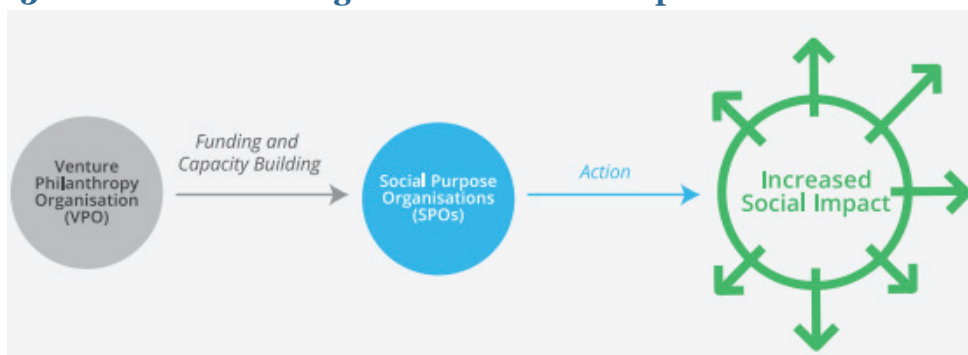 Venture
Philanthropy
Organisation
(VPO)
Funding and
Capacity Building
Social Purpose
Organisations
(SPOs)
Action
Increased
Social Impact